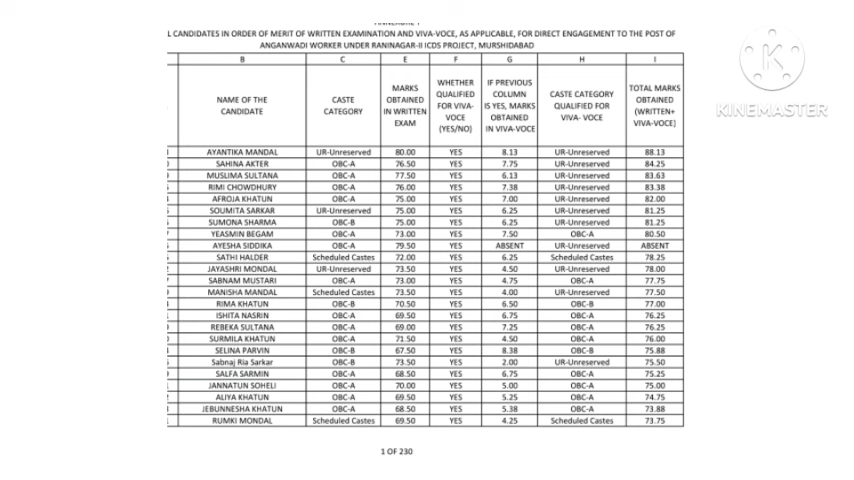 L CANDIDATES IN ORDER OF MERIT OF WRITTEN EXAMINATION AND VIVA-VOCE, AS APPLICABLE, FOR DIRECT ENGAGEMENT TO THE POST OF
ANGANWADI WORKER UNDER RANINAGAR-II ICDS PROJECT, MURSHIDABAD
B C E F G H I
NAME OF THE CANDIDATE CASTE CATEGORY MARKS OBTAINED IN WRITTEN EXAM WHETHER QUALIFIED FOR VIVA-VOCE (YES/NO) IF PREVIOUS COLUMN IS YES, MARKS OBTAINED IN VIVA-VOCE CASTE CATEGORY QUALIFIED FOR VIVA- VOCE TOTAL MARKS OBTAINED (WRITTEN+ VIVA-VOCE)
AYANTIKA MANDAL UR-Unreserved 80.00 YES 8.13 UR-Unreserved 88.13
SAHINA AKTER OBC-A 76.50 YES 7.75 UR-Unreserved 84.25
MUSLIMA SULTANA OBC-A 77.50 YES 6.13 UR-Unreserved 83.63
RIMI CHOWDHURY OBC-A 76.00 YES 7.38 UR-Unreserved 83.38
AFROJA KHATUN OBC-A 75.00 YES 7.00 UR-Unreserved 82.00
SOUMITA SARKAR UR-Unreserved 75.00 YES 6.25 UR-Unreserved 81.25
SUMONA SHARMA OBC-B 75.00 YES 6.25 UR-Unreserved 81.25
YEASMIN BEGAM OBC-A 73.00 YES 7.50 OBC-A 80.50
AYESHA SIDDIKA OBC-A 79.50 YES ABSENT UR-Unreserved ABSENT
SATHI HALDER Scheduled Castes 72.00 YES 6.25 Scheduled Castes 78.25
JAYASHRI MONDAL UR-Unreserved 73.50 YES 4.50 UR-Unreserved 78.00
SABNAM MUSTARI OBC-A 73.00 YES 4.75 OBC-A 77.75
MANISHA MANDAL Scheduled Castes 73.50 YES 4.00 UR-Unreserved 77.50
RIMA KHATUN OBC-B 70.50 YES 6.50 OBC-B 77.00
ISHITA NASRIN OBC-A 69.50 YES 6.75 OBC-A 76.25
REBEKA SULTANA OBC-A 69.00 YES 7.25 OBC-A 76.25
SURMILA KHATUN OBC-A 71.50 YES 4.50 OBC-A 76.00
SELINA PARVIN OBC-B 67.50 YES 8.38 OBC-B 75.88
Sabnaj Ria Sarkar OBC-B 73.50 YES 2.00 UR-Unreserved 75.50
SALFA SARMIN OBC-A 68.50 YES 6.75 OBC-A 75.25
JANNATUN SOHELI OBC-A 70.00 YES 5.00 OBC-A 75.00
ALIYA KHATUN OBC-A 69.50 YES 5.25 OBC-A 74.75
JEBUNNESHA KHATUN OBC-A 68.50 YES 5.38 OBC-A 73.88
RUMKI MONDAL Scheduled Castes 69.50 YES 4.25 Scheduled Castes 73.75
1 OF 230
K
KINEMASTER